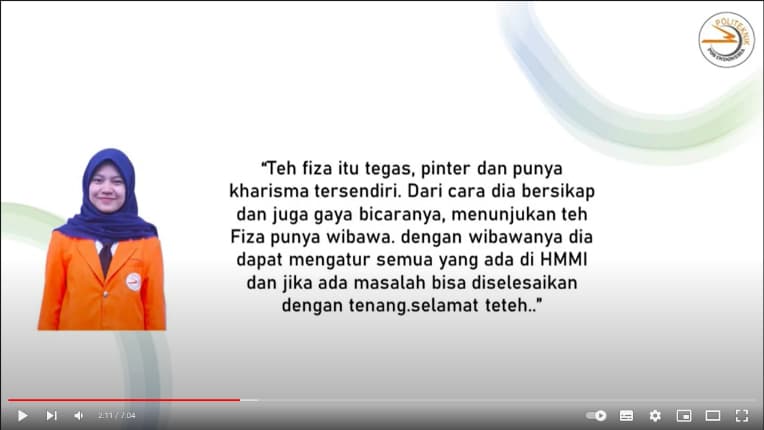 POLITEKNIK
POS INDONESIA
“Teh fiza itu tegas, pinter dan punya
kharisma tersendiri. Dari cara dia bersikap
dan juga gaya bicaranya, menunjukan teh
Fiza punya wibawa. dengan wibawanya dia
dapat mengatur semua yang ada di HMMI
dan jika ada masalah bisa diselesaikan
dengan tenang.selamat teteh..”
2:11 / 7:04